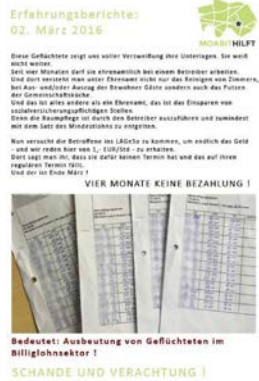 Erfahrungsberichte:
02. März 2016
MOABITHILFT
Diese Geflüchtete zeigt uns voller Verzweiflung ihre Unterlagen. Sie weiß
nicht weiter.
Seit vier Monaten darf sie ehrenamtlich bei einem Betreiber arbeiten.
Und dort versteht man unter Ehrenamt nicht nur das Reinigen von Zimmern,
bei Aus- und/oder Auszug der Bewohner Gäste sondern auch das Putzen
der Gemeinschaftsküche.
Und das ist alles andere als ein Ehrenamt, das ist das Einsparen von
sozialversicherungspflichtigen Stellen.
Denn die Raumpflege ist durch den Betreiber auszuführen und zumindest
mit dem Satz des Mindestlohns zu entgelten.
Nun versucht die Betroffene ins LAGeSo zu kommen, um endlich das Geld
- und wir reden hier von 1,- EUR/Std - zu erhalten.
Dort sagt man ihr, dass sie dafür keinen Termin hat und das auf ihren
regulären Termin fällt.
Und der ist Ende März !
VIER MONATE KEINE BEZAHLUNG !
Bedeutet: Ausbeutung von Geflüchteten im
Billiglohnsektor !
SCHANDE UND VERACHTUNG !